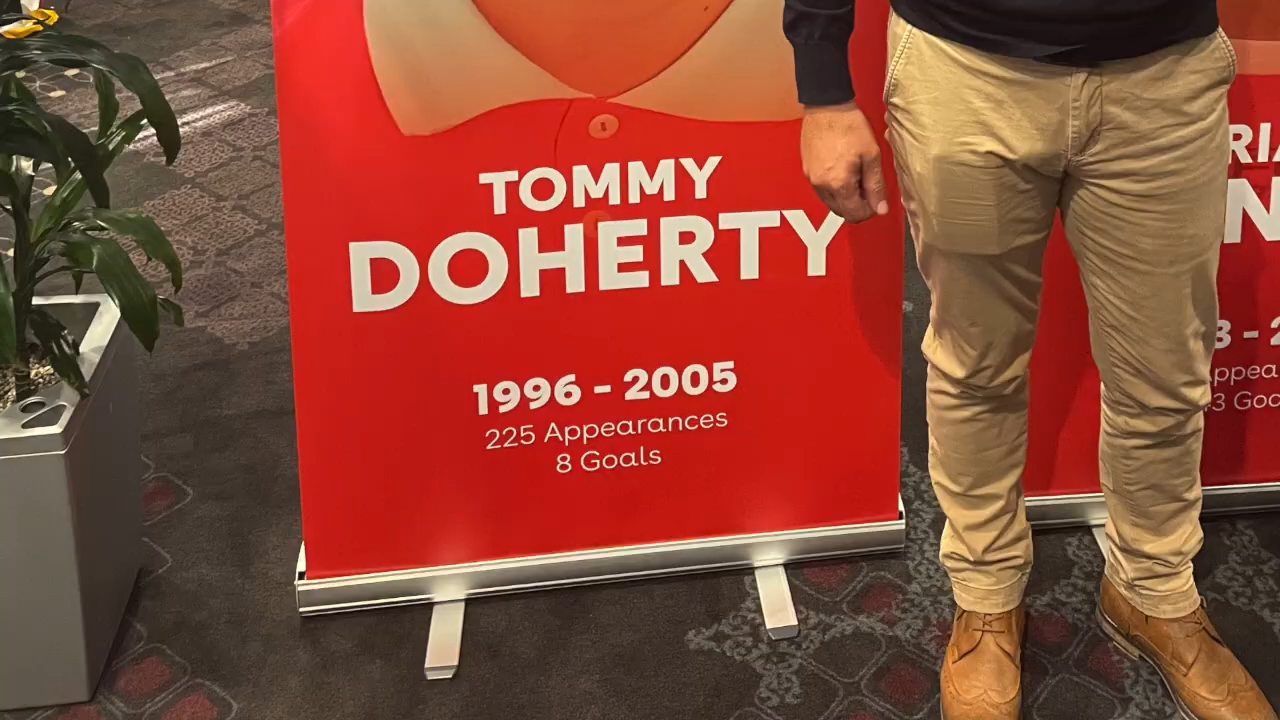 TOMMY
DOHERTY
1996 - 2005
225 Appearances
8 Goals